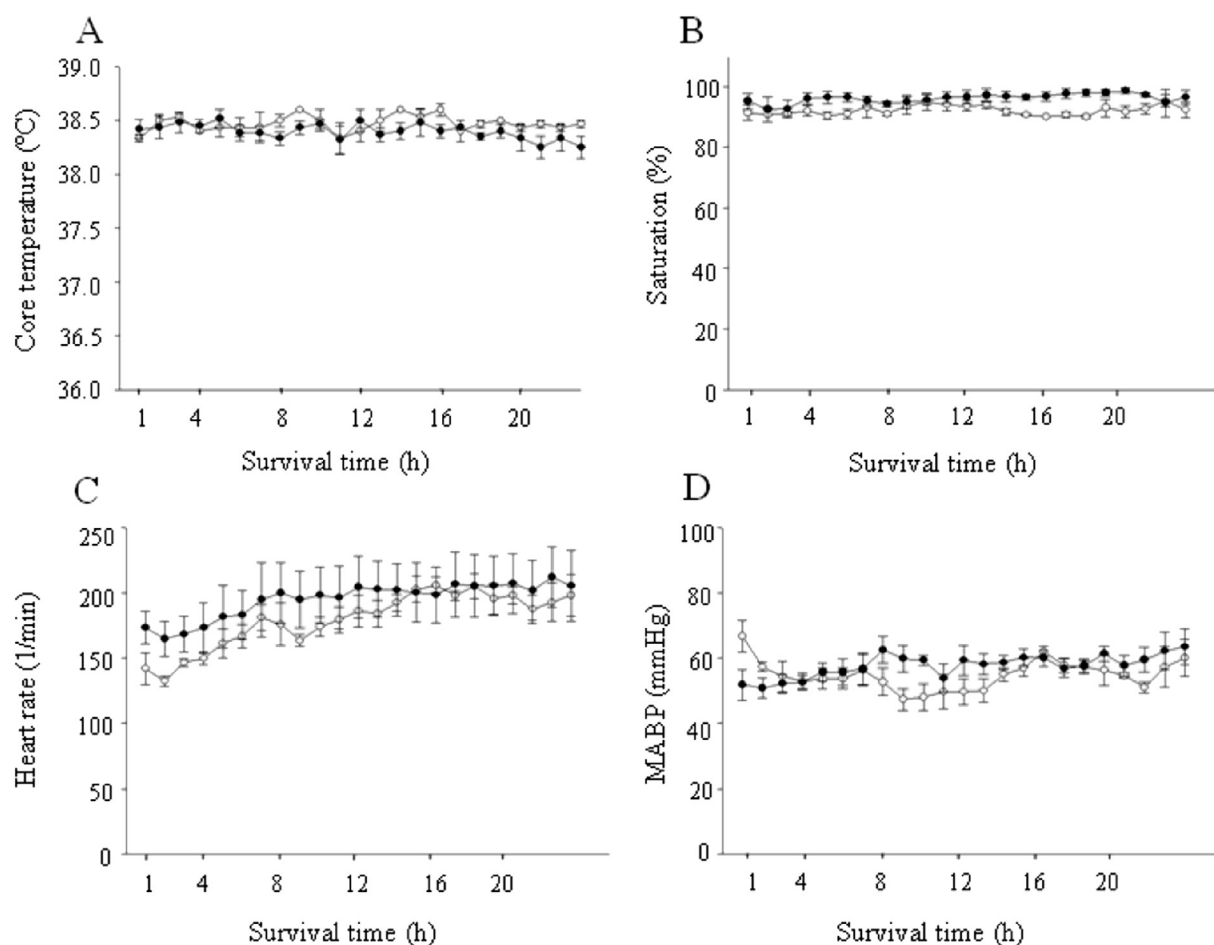 A
Core temperature (°C)
39.0
38.5
38.0
37.5
37.0
36.5
36.0
1 4 8 12 16 20
Survival time (h)
B
Saturation (%)
100
80
60
40
20
0
1 4 8 12 16 20
Survival time (h)
C
Heart rate (1/min)
250
200
150
100
50
0
1 4 8 12 16 20
Survival time (h)
D
MABP (mmHg)
100
80
60
40
20
0
1 4 8 12 16 20
Survival time (h)